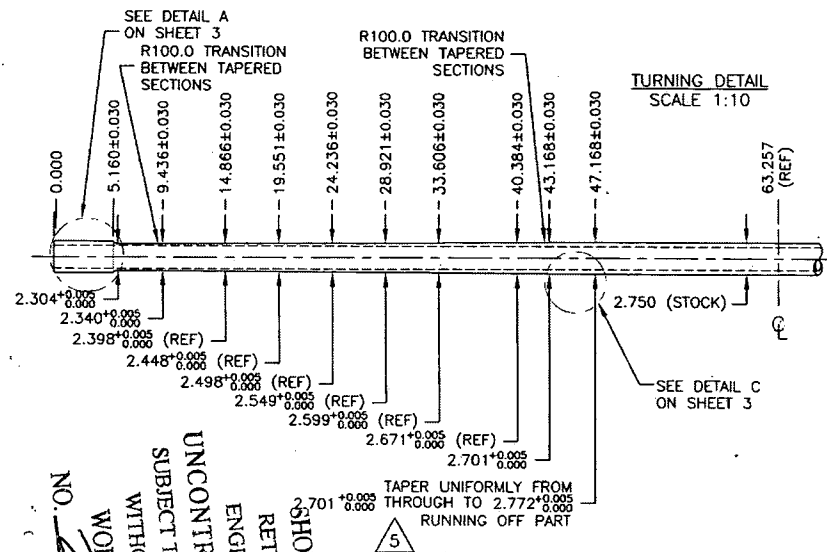 SEE DETAIL A
ON SHEET 3
R100.0 TRANSITION
BETWEEN TAPERED
SECTIONS
R100.0 TRANSITION
BETWEEN TAPERED
SECTIONS
TURNING DETAIL
SCALE 1:10
0.000
5.160±0.030
9.436±0.030
14.866±0.030
19.551±0.030
24.236±0.030
28.921±0.030
33.606±0.030
40.384±0.030
43.168±0.030
47.168±0.030
63.257
(REF)
2.304+0.005 0.000
2.340+0.005 0.000
2.398+0.005 0.000 (REF)
2.448+0.005 0.000 (REF)
2.498+0.005 0.000 (REF)
2.549+0.005 0.000 (REF)
2.599+0.005 0.000 (REF)
2.671+0.005 0.000 (REF)
2.701+0.005 0.000
2.750 (STOCK)
SEE DETAIL C
ON SHEET 3
TAPER UNIFORMLY FROM
2.701 +0.005 0.000 THROUGH TO 2.772+0.005 0.000
RUNNING OFF PART
5
SHO
RET
ENG
UNCONTR
SUBJECT T
WITHO
WO
NO.